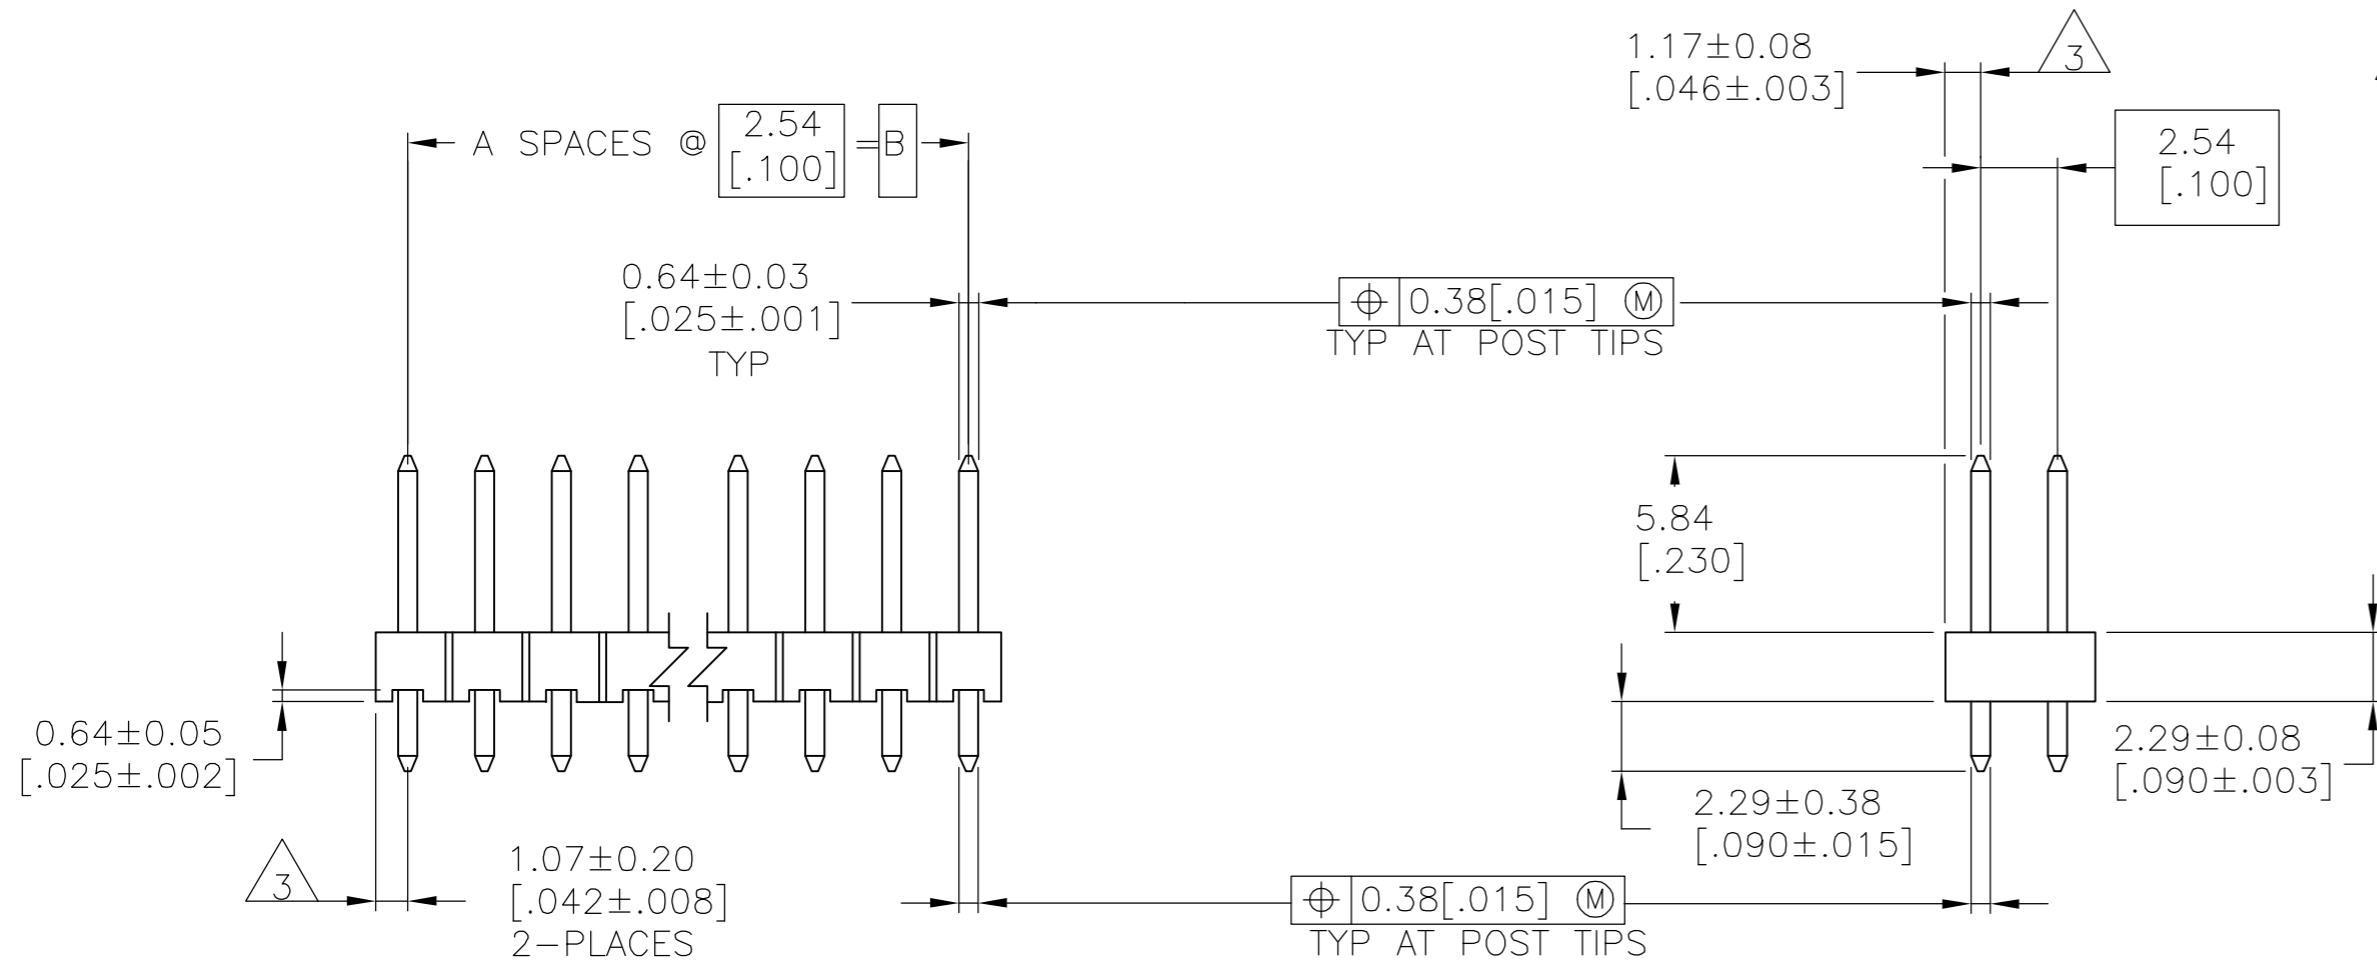 1.17±0.08
[.046±.003]
3
A SPACES @ 2.54 [.100] =B
2.54
[.100]
0.64±0.03
[.025±.001]
TYP
⌖ 0.38[.015] Ⓜ
TYP AT POST TIPS
5.84
[.230]
0.64±0.05
[.025±.002]
2.29±0.08
[.090±.003]
2.29±0.38
[.090±.015]
3
1.07±0.20
[.042±.008]
2-PLACES
⌖ 0.38[.015] Ⓜ
TYP AT POST TIPS